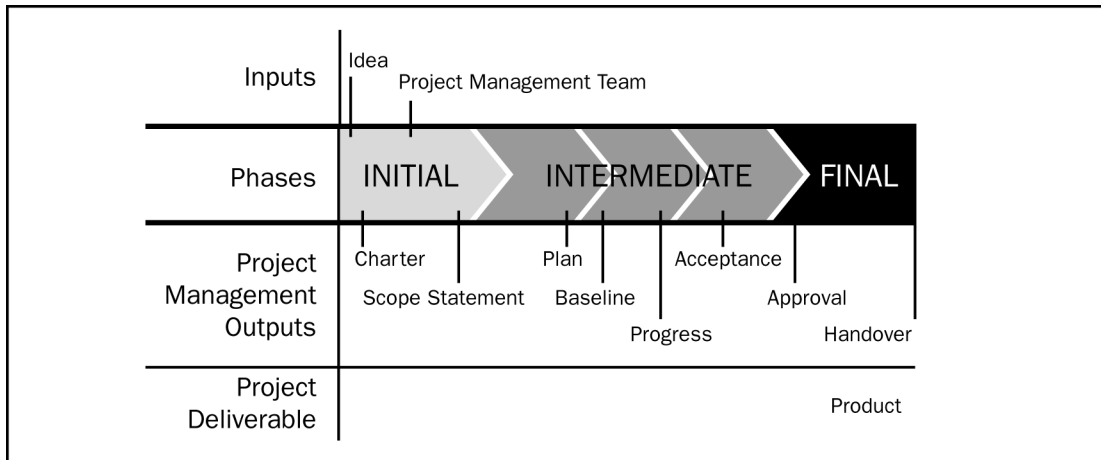 Idea
Inputs
Project Management Team
Phases
INITIAL
INTERMEDIATE
FINAL
Project
Management
Outputs
Charter
Plan
Acceptance
Scope Statement
Baseline
Approval
Progress
Handover
Project
Deliverable
Product